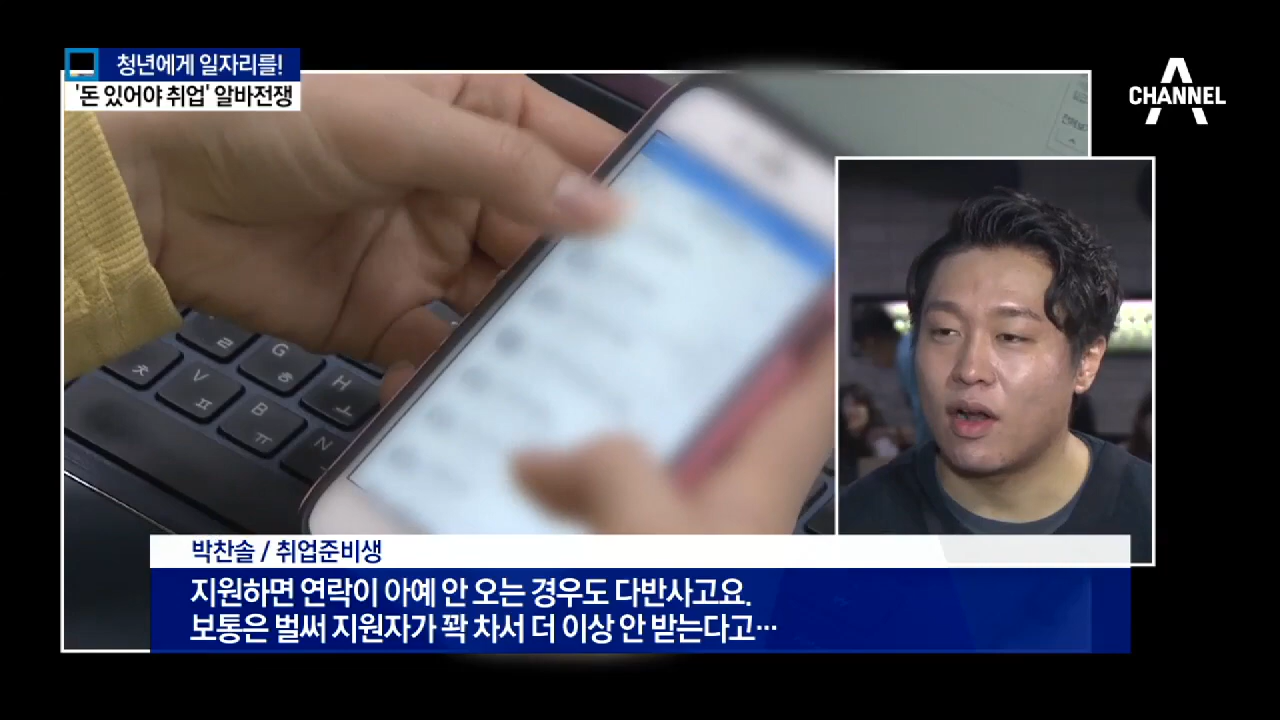 청년에게 일자리를!
'돈 있어야 취업' 알바전쟁
CHANNEL A
ㄹ
G ㅎ
ㅊ
V ㅍ
H ㅗ
B ㅠ
N
박찬솔 / 취업준비생
지원하면 연락이 아예 안 오는 경우도 다반사고요.
보통은 벌써 지원자가 꽉 차서 더 이상 안 받는다고…